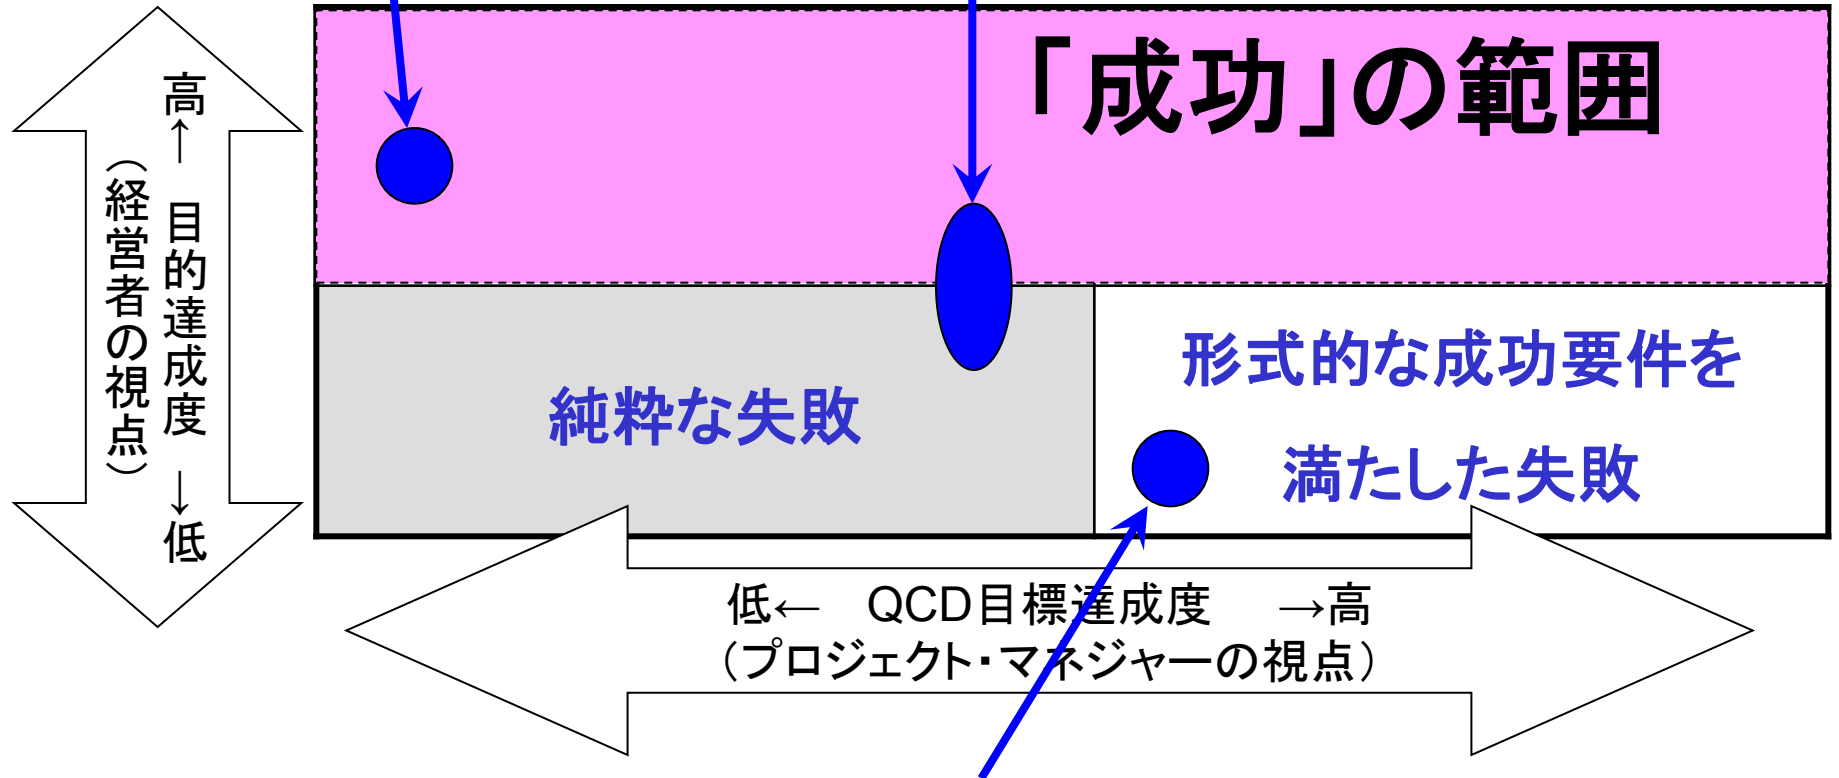 「成功」の範囲
高← 目的達成度 →低
（経営者の視点）
純粋な失敗
形式的な成功要件を
満たした失敗
低← QCD目標達成度 →高
（プロジェクト・マネジャーの視点）